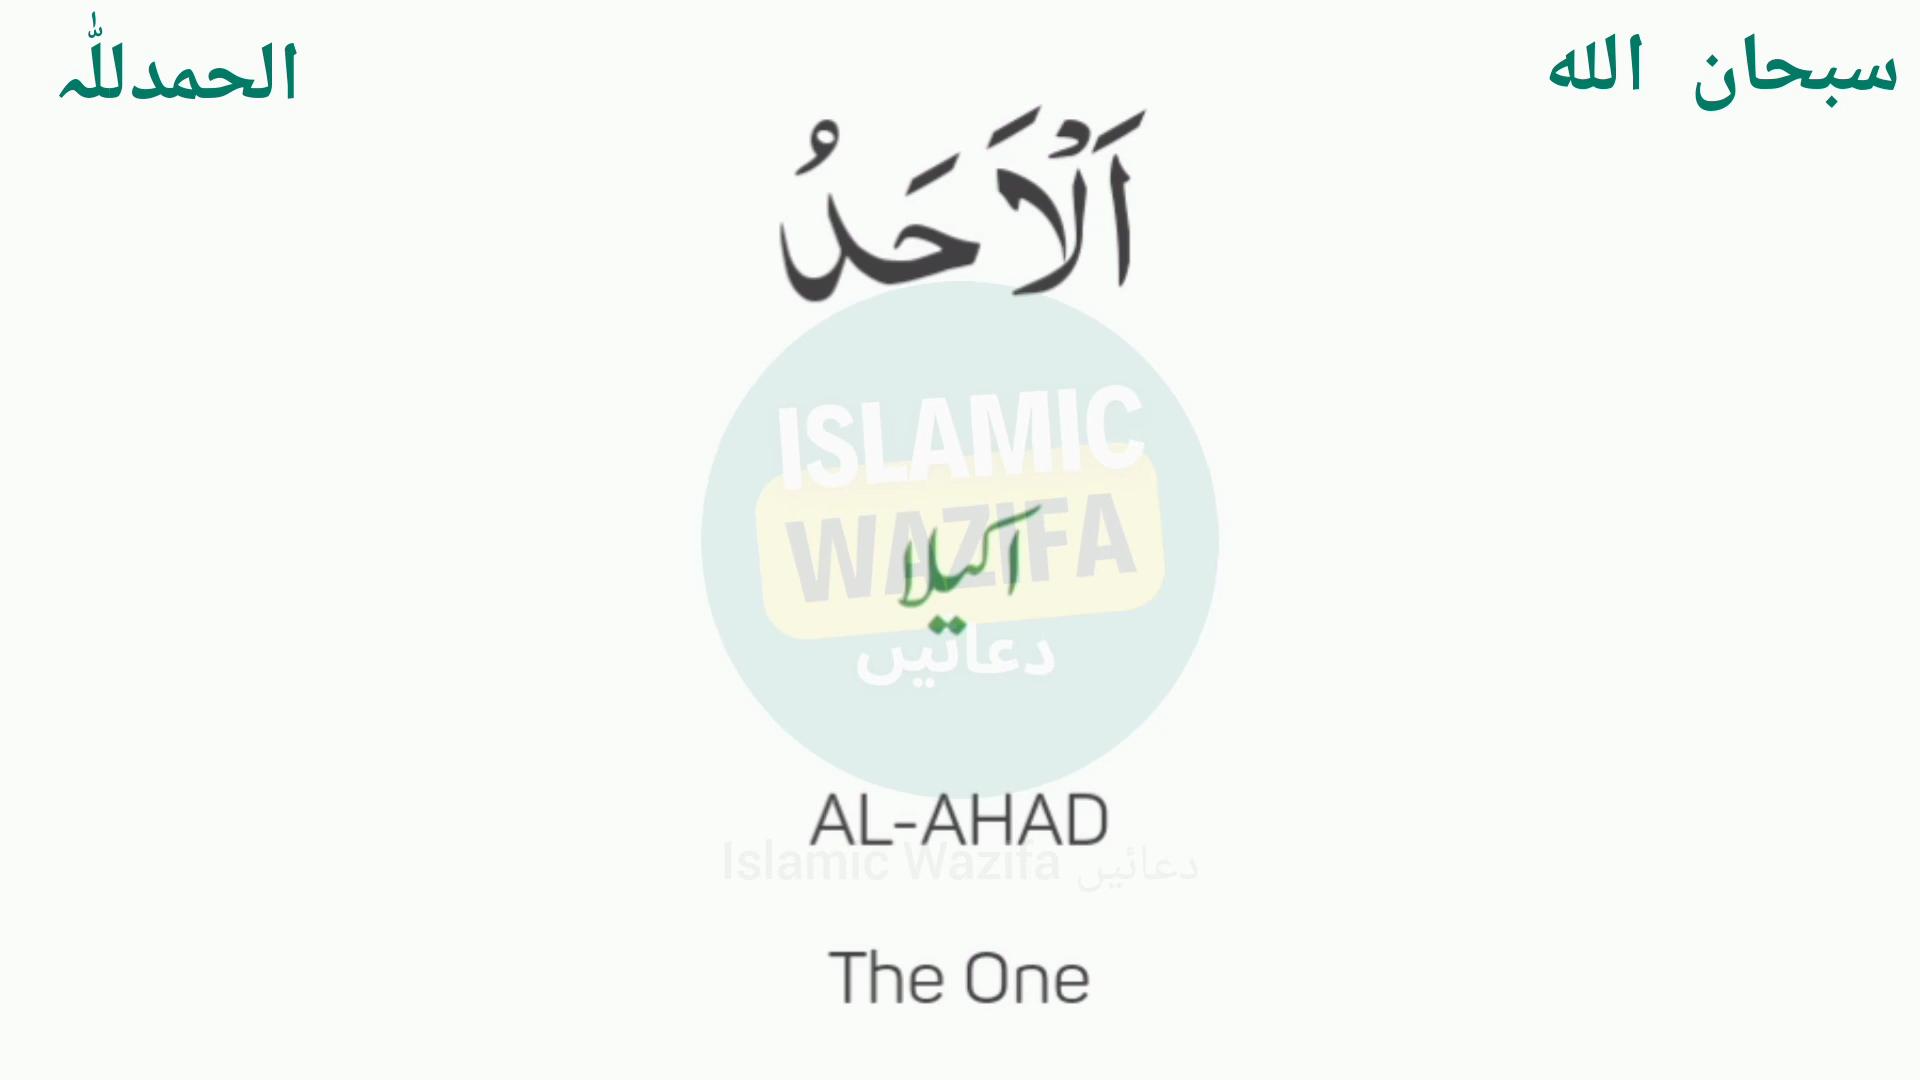 سبحان الله
الحمدللّٰہ
اَلْاَحَدُ
ISLAMIC
WAZIFA
اکیلا
دعائیں
AL-AHAD
Islamic Wazifa دعائیں
The One